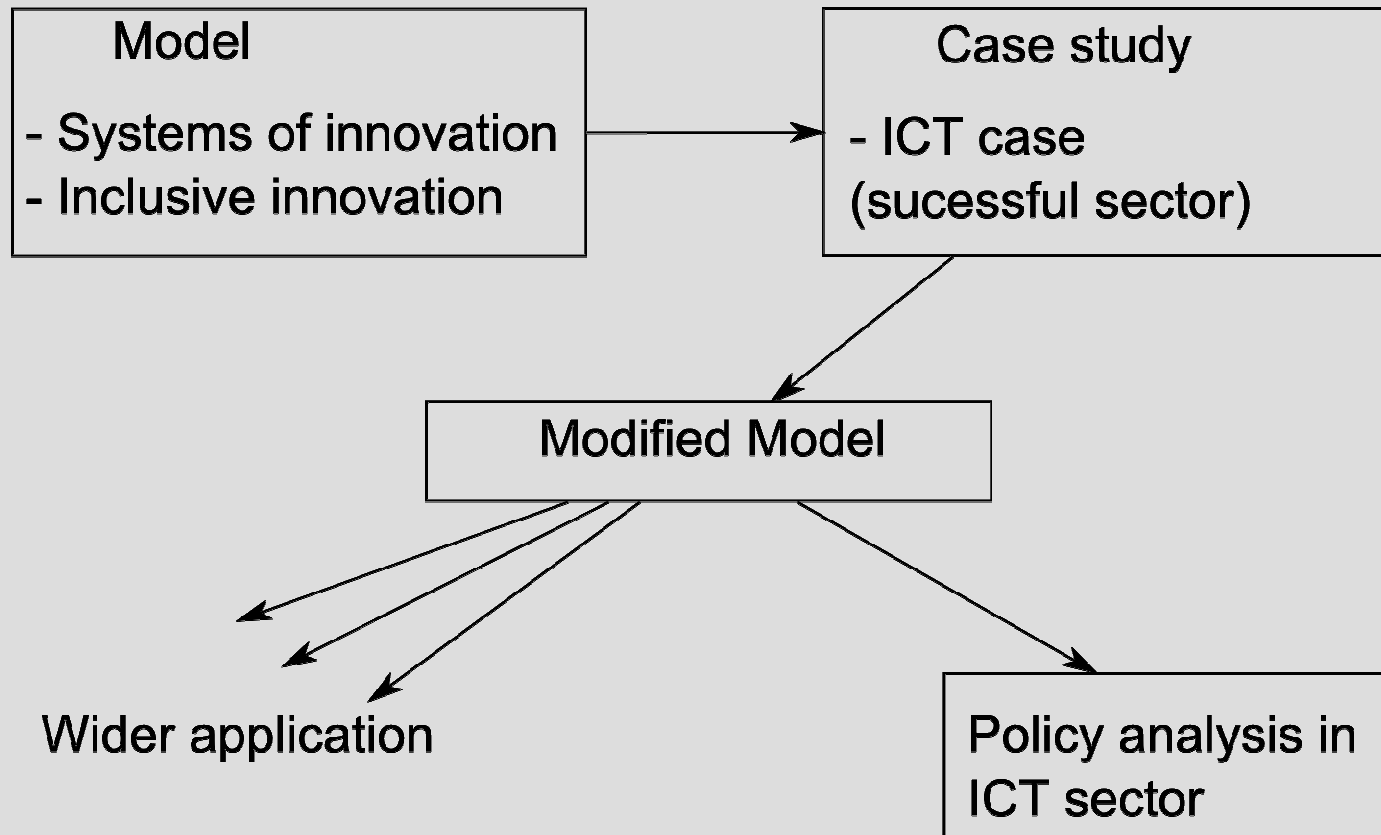 Model
- Systems of innovation
- Inclusive innovation
Case study
- ICT case
(sucessful sector)
Modified Model
Wider application
Policy analysis in
ICT sector